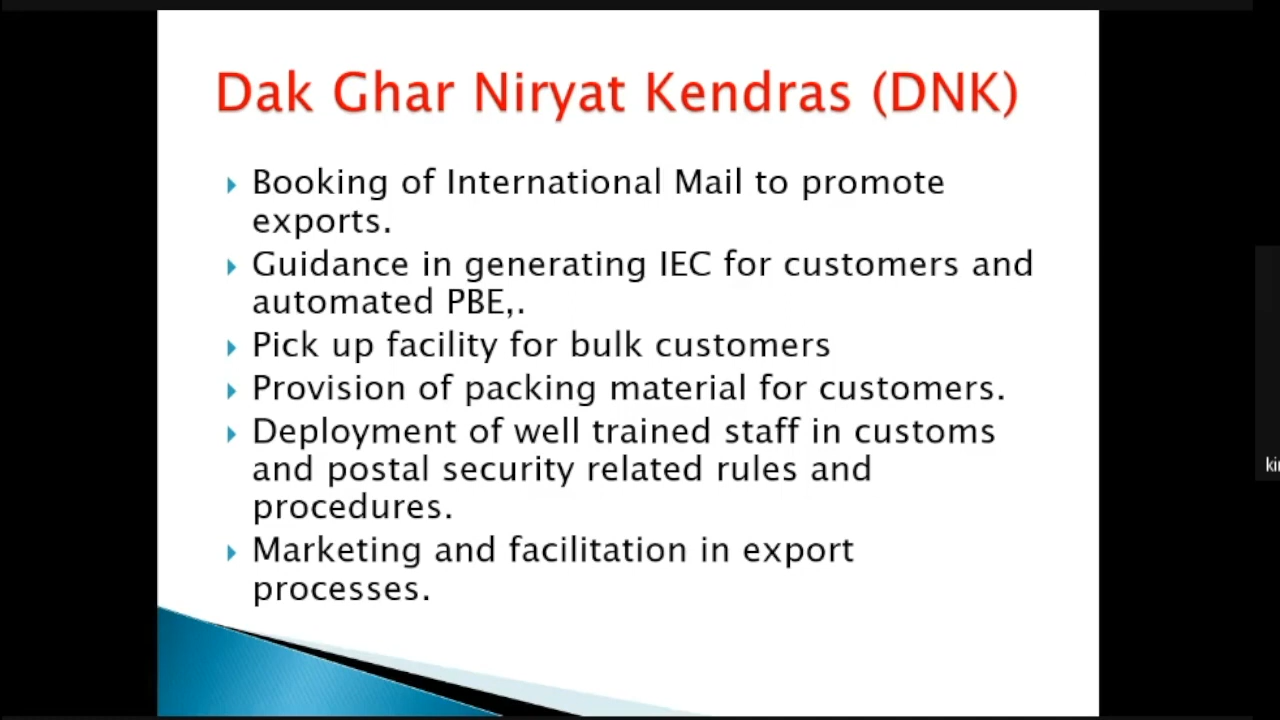 Dak Ghar Niryat Kendras (DNK)
Booking of International Mail to promote
exports.
Guidance in generating IEC for customers and
automated PBE,.
Pick up facility for bulk customers
Provision of packing material for customers.
Deployment of well trained staff in customs
and postal security related rules and
procedures.
Marketing and facilitation in export
processes.